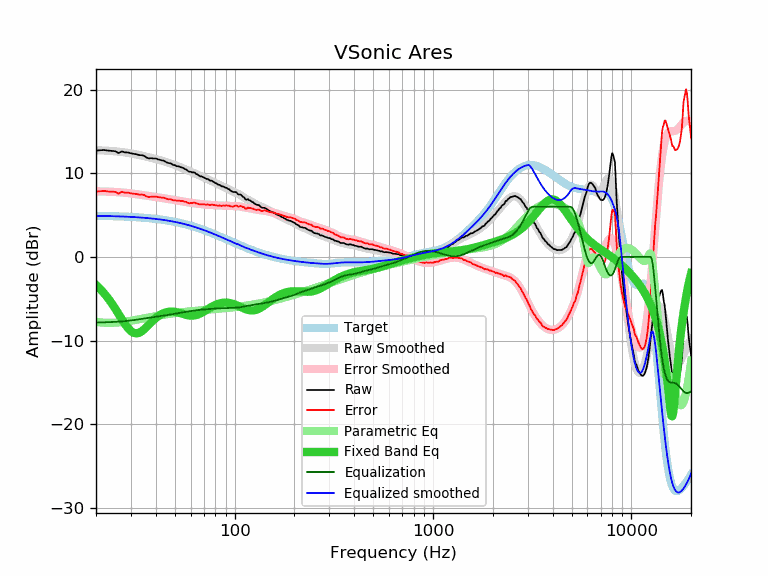 VSonic Ares
20
10
0
−10
−20
−30
Amplitude (dBr)
Target
Raw Smoothed
Error Smoothed
Raw
Error
Parametric Eq
Fixed Band Eq
Equalization
Equalized smoothed
100
1000
10000
Frequency (Hz)